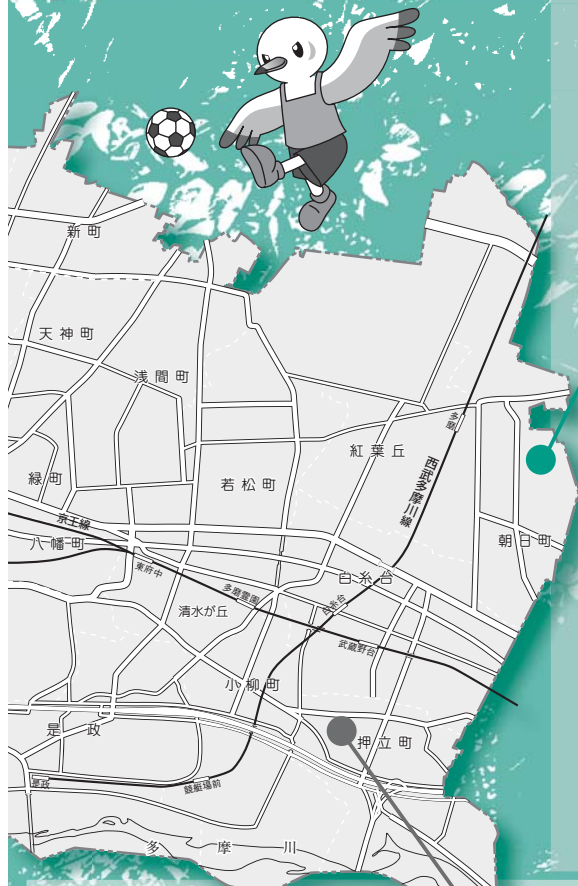 新町
天神町
浅間町
多磨
紅葉丘
西武多摩川線
緑町
若松町
京王線
八幡町
朝日町
東府中
多磨霊園
白糸台
清水が丘
白糸台
武蔵野台
小柳町
是政
押立町
是政
競艇場前
多摩川